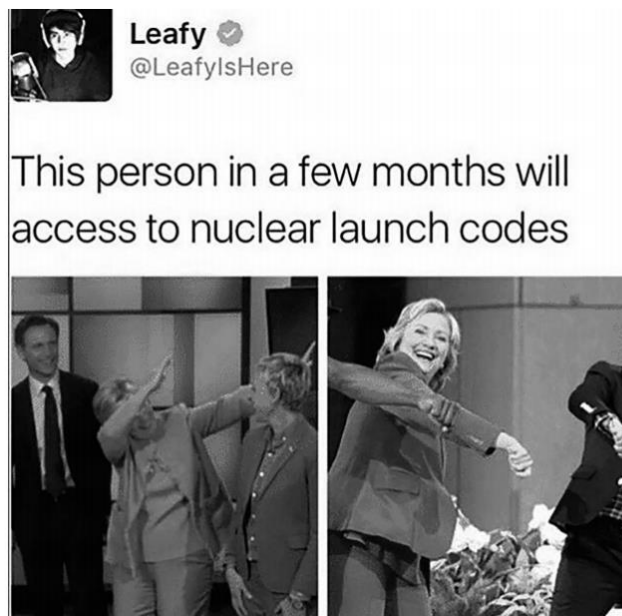 Leafy
@LeafyIsHere
This person in a few months will
access to nuclear launch codes